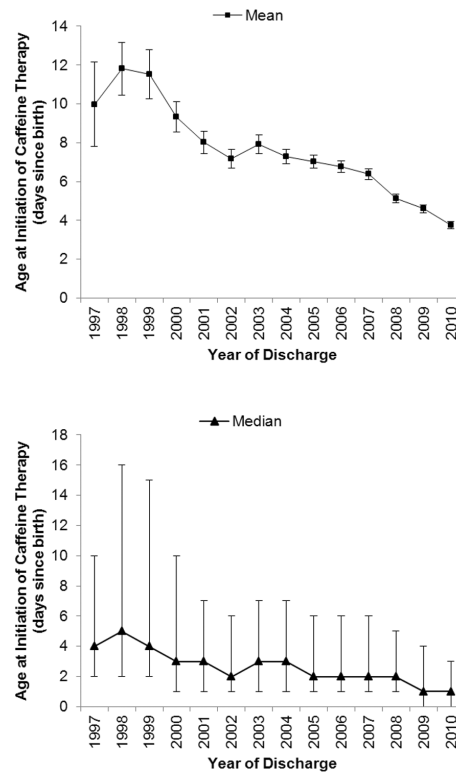 Mean
14
12
10
8
6
4
2
0
Age at Initiation of Caffeine Therapy
(days since birth)
1997 1998 1999 2000 2001 2002 2003 2004 2005 2006 2007 2008 2009 2010
Year of Discharge
Median
18
16
14
12
10
8
6
4
2
0
Age at Initiation of Caffeine Therapy
(days since birth)
1997 1998 1999 2000 2001 2002 2003 2004 2005 2006 2007 2008 2009 2010
Year of Discharge